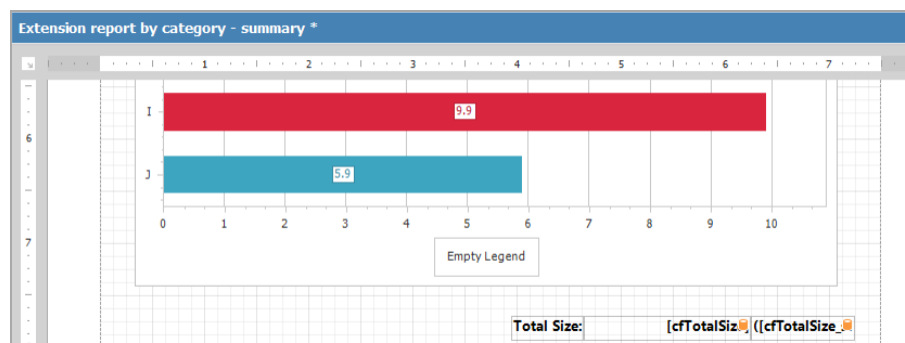 Extension report by category - summary *
1 2 3 4 5 6 7
I
9.9
6
J
5.9
0 1 2 3 4 5 6 7 8 9 10
7
Empty Legend
Total Size: [cfTotalSiz ([cfTotalSize_